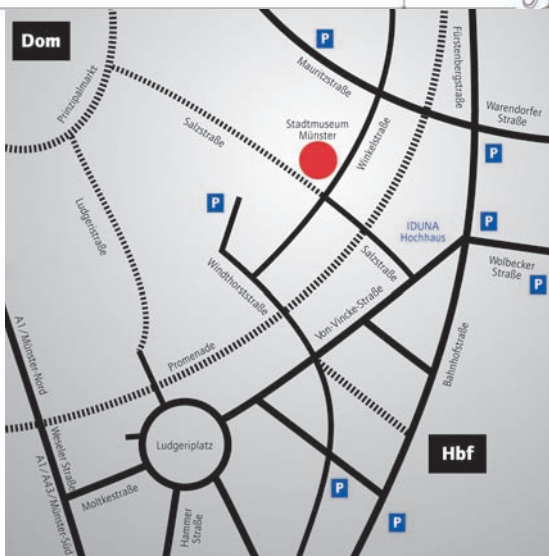 Dom
P
Mauritzstraße
Fürstenbergstraße
Prinzipalmarkt
Salzstraße
Stadtmuseum
Münster
Winkelstraße
Warendorfer
Straße
P
Ludgeristraße
P
IDUNA
Hochhaus
P
Salzstraße
Wolbecker
Straße
P
Windthorststraße
Von-Vincke-Straße
A1/Münster-Nord
Promenade
Bahnhofstraße
Weseler Straße
A1/A43/Münster-Süd
Ludgeriplatz
Hbf
Moltkestraße
Hammer
Straße
P
P